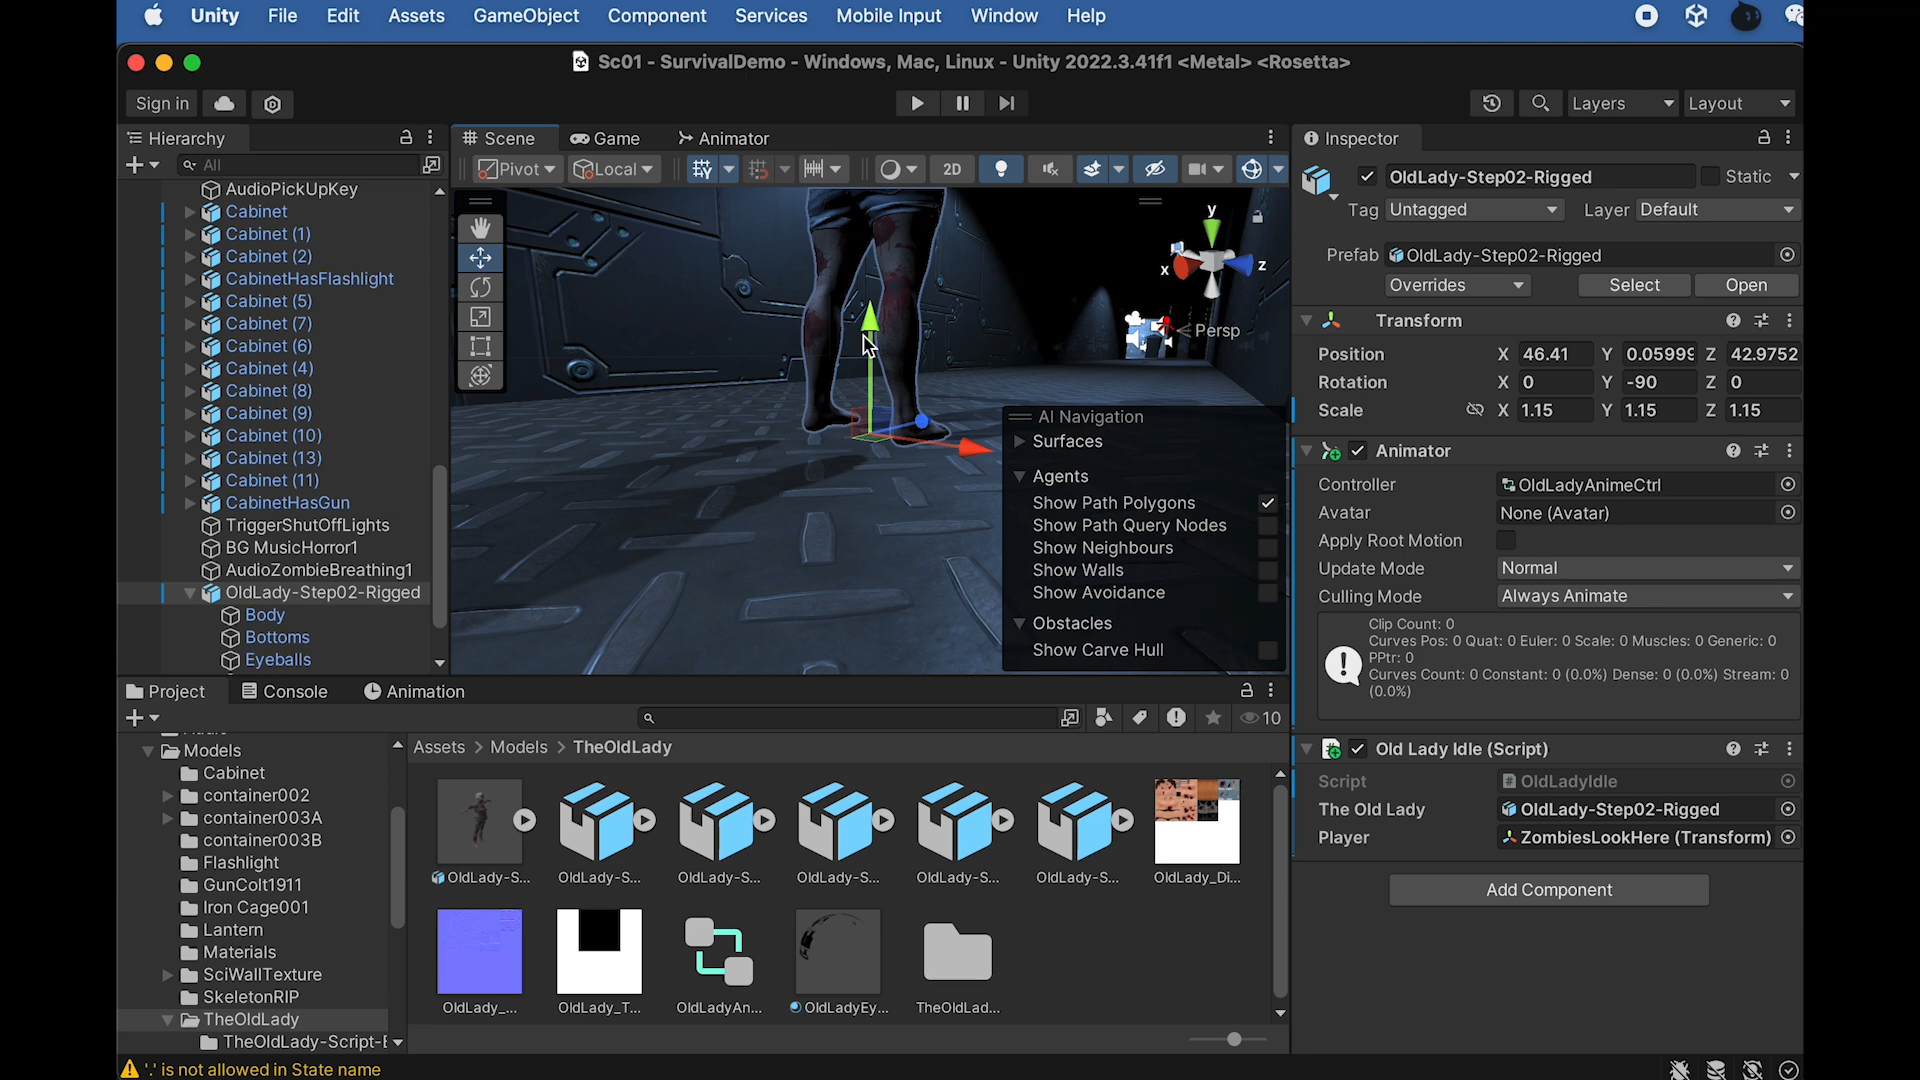 Unity File Edit Assets GameObject Component Services Mobile Input Window Help
Sc01 - SurvivalDemo - Windows, Mac, Linux - Unity 2022.3.41f1 <Metal> <Rosetta>
Sign in
Layers
Layout
Hierarchy
All
AudioPickUpKey
Cabinet
Cabinet (1)
Cabinet (2)
CabinetHasFlashlight
Cabinet (5)
Cabinet (7)
Cabinet (6)
Cabinet (4)
Cabinet (8)
Cabinet (9)
Cabinet (10)
Cabinet (13)
Cabinet (11)
CabinetHasGun
TriggerShutOffLights
BG MusicHorror1
AudioZombieBreathing1
OldLady-Step02-Rigged
Body
Bottoms
Eyeballs
Scene Game Animator
Pivot Local 2D
y
x z
Persp
AI Navigation
Surfaces
Agents
Show Path Polygons
Show Path Query Nodes
Show Neighbours
Show Walls
Show Avoidance
Obstacles
Show Carve Hull
Inspector
OldLady-Step02-Rigged Static
Tag Untagged Layer Default
Prefab OldLady-Step02-Rigged
Overrides Select Open
Transform
Position X 46.41 Y 0.05999 Z 42.9752
Rotation X 0 Y -90 Z 0
Scale X 1.15 Y 1.15 Z 1.15
Animator
Controller OldLadyAnimeCtrl
Avatar None (Avatar)
Apply Root Motion
Update Mode Normal
Culling Mode Always Animate
Clip Count: 0
Curves Pos: 0 Quat: 0 Euler: 0 Scale: 0 Muscles: 0 Generic: 0
PPtr: 0
Curves Count: 0 Constant: 0 (0.0%) Dense: 0 (0.0%) Stream: 0
(0.0%)
Old Lady Idle (Script)
Script OldLadyIdle
The Old Lady OldLady-Step02-Rigged
Player ZombiesLookHere (Transform)
Add Component
Project Console Animation
10
Models
Cabinet
container002
container003A
container003B
Flashlight
GunColt1911
Iron Cage001
Lantern
Materials
SciWallTexture
SkeletonRIP
TheOldLady
Assets > Models > TheOldLady
OldLady-S... OldLady-S... OldLady-S... OldLady-S... OldLady-S... OldLady-S... OldLady_Di...
OldLady_... OldLady_T... OldLadyAn... OldLadyEy... TheOldLad...
'.' is not allowed in State name